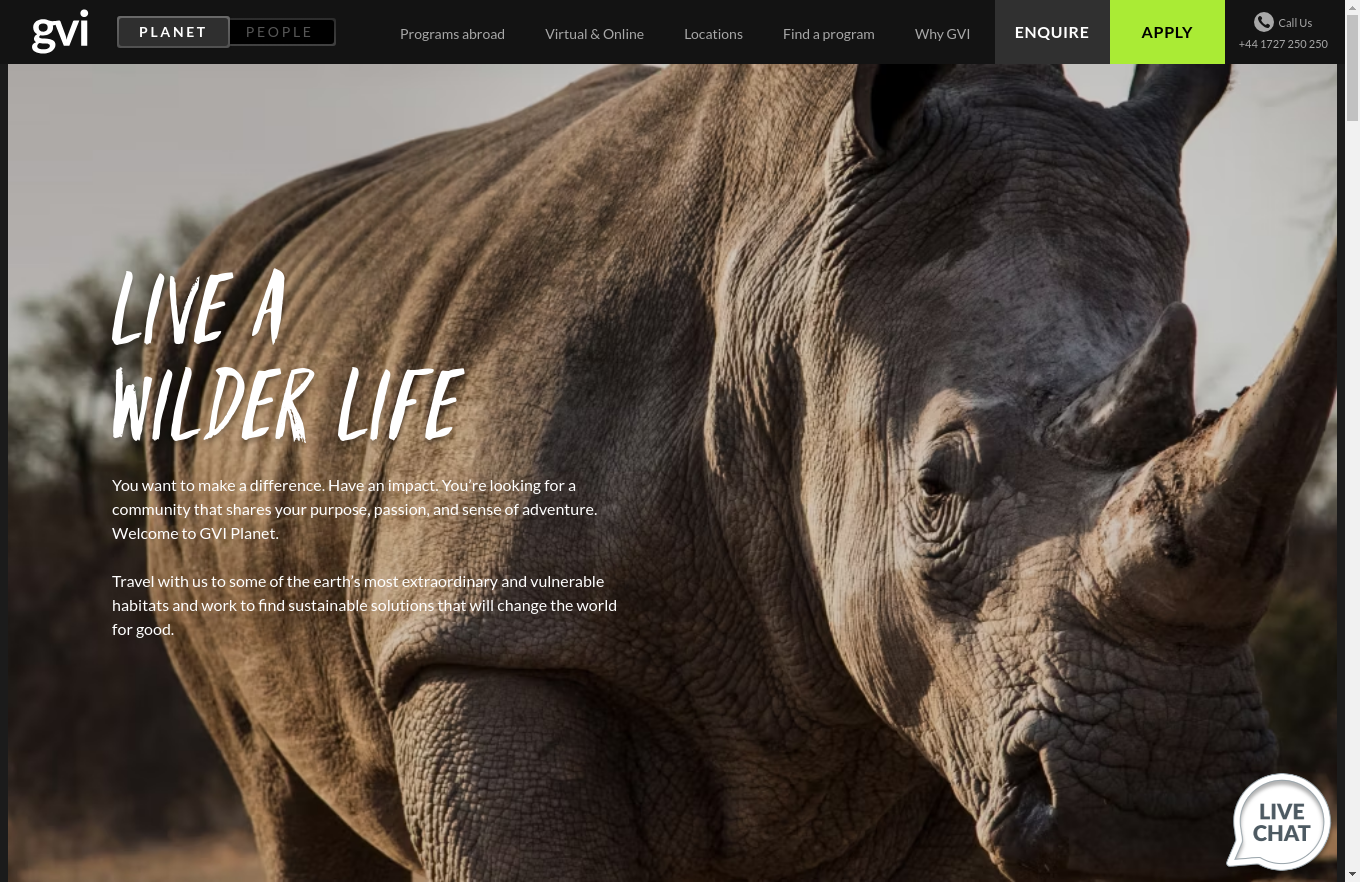 gvi
PLANET
PEOPLE
Programs abroad
Virtual & Online
Locations
Find a program
Why GVI
ENQUIRE
APPLY
Call Us
+44 1727 250 250
LIVE A
WILDER LIFE
You want to make a difference. Have an impact. You're looking for a
community that shares your purpose, passion, and sense of adventure.
Welcome to GVI Planet.
Travel with us to some of the earth's most extraordinary and vulnerable
habitats and work to find sustainable solutions that will change the world
for good.
LIVE
CHAT